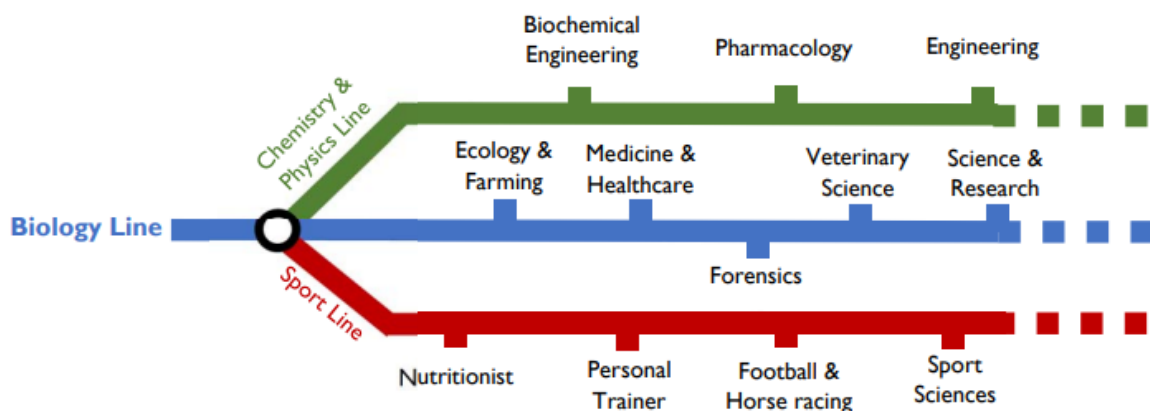 Biochemical
Engineering
Pharmacology
Engineering
Chemistry &
Physics Line
Ecology &
Farming
Medicine &
Healthcare
Veterinary
Science
Science &
Research
Biology Line
Forensics
Sport Line
Nutritionist
Personal
Trainer
Football &
Horse racing
Sport
Sciences